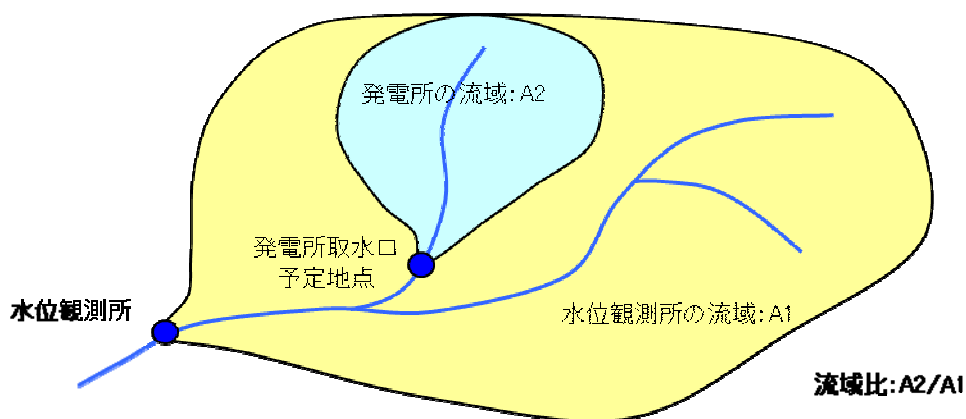 発電所の流域:A2
発電所取水口
予定地点
水位観測所
水位観測所の流域:A1
流域比:A2/A1